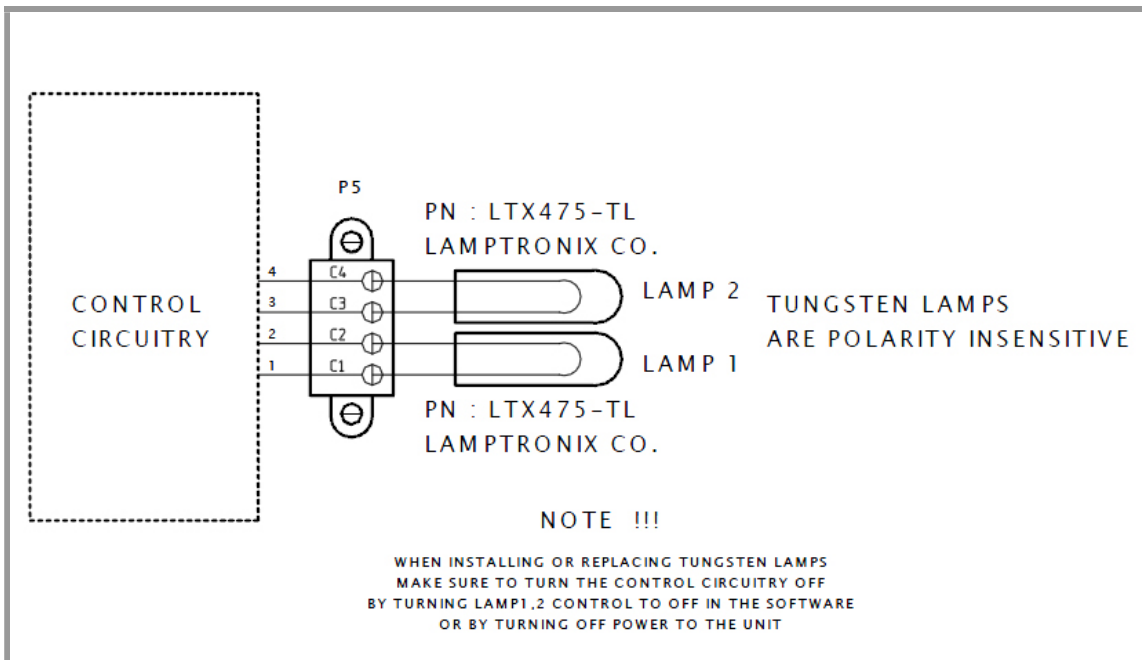 P5
PN : LTX475-TL
LAMPTRONIX CO.
CONTROL
CIRCUITRY
4
3
2
1
C4
C3
C2
C1
LAMP 2
LAMP 1
TUNGSTEN LAMPS
ARE POLARITY INSENSITIVE
PN : LTX475-TL
LAMPTRONIX CO.
NOTE !!!
WHEN INSTALLING OR REPLACING TUNGSTEN LAMPS
MAKE SURE TO TURN THE CONTROL CIRCUITRY OFF
BY TURNING LAMP1,2 CONTROL TO OFF IN THE SOFTWARE
OR BY TURNING OFF POWER TO THE UNIT